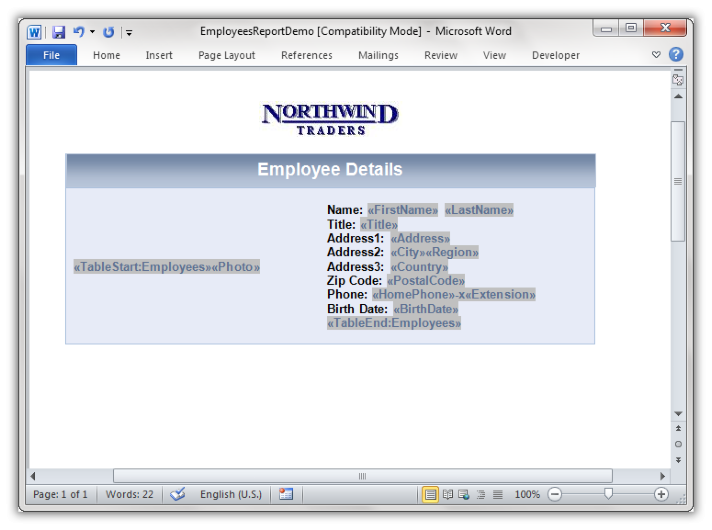 EmployeesReportDemo [Compatibility Mode] - Microsoft Word
File Home Insert Page Layout References Mailings Review View Developer
NORTHWIND
TRADERS
Employee Details
Name: «FirstName» «LastName»
Title: «Title»
Address1: «Address»
Address2: «City»«Region»
«TableStart:Employees»«Photo»
Address3: «Country»
Zip Code: «PostalCode»
Phone: «HomePhone»-x«Extension»
Birth Date: «BirthDate»
«TableEnd:Employees»
Page: 1 of 1 Words: 22 English (U.S.) 100%